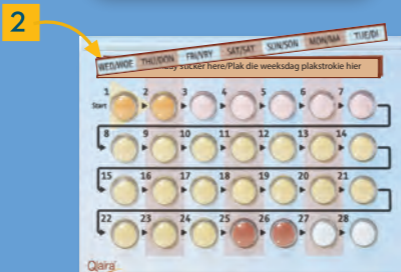 2
WED/WOE THU/DON FRI/VRY SAT/SAT SUN/SON MON/MA TUE/DI
sticker here/Plak die weeksdag plakstrokie hier
1 2 3 4 5 6 7
Start
8 9 10 11 12 13 14
15 16 17 18 19 20 21
22 23 24 25 26 27 28
Qlaira